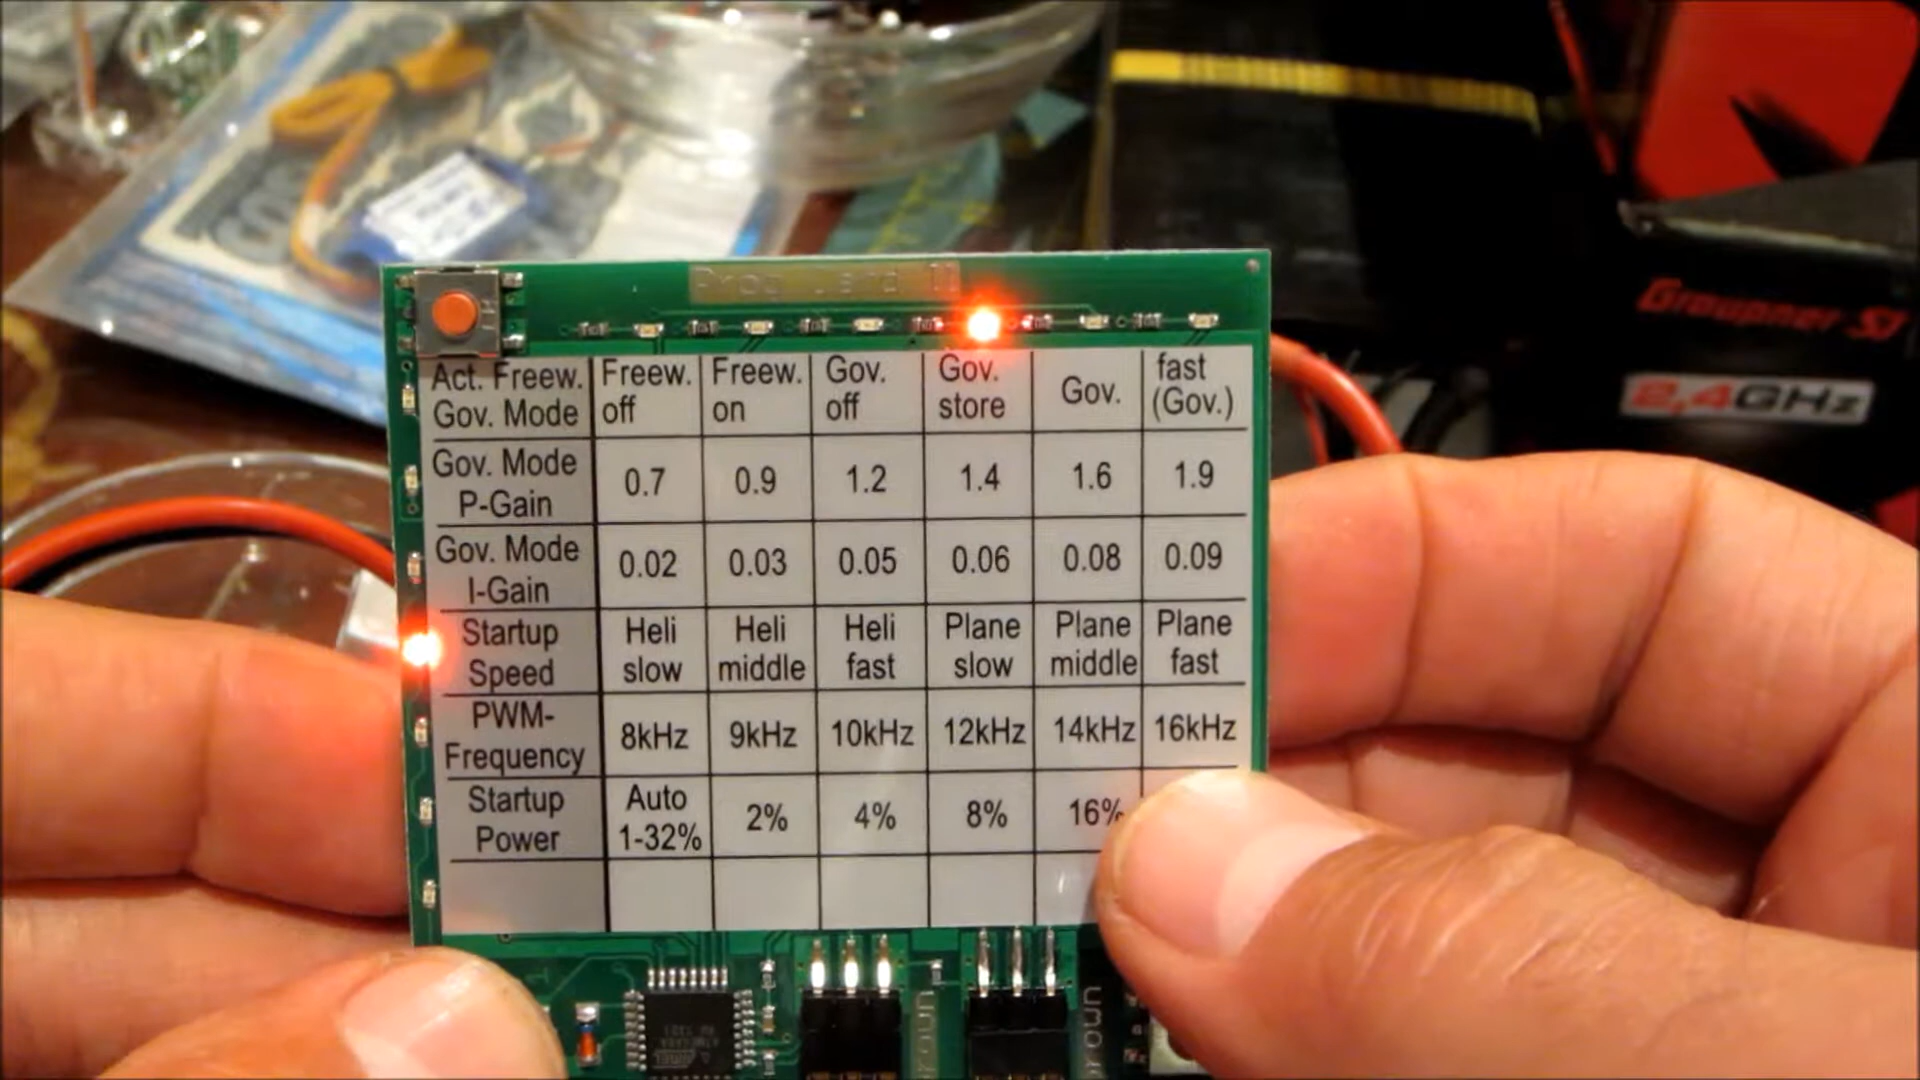 Prog Card II
Act. Freew. Gov. Mode
Freew. off
Freew. on
Gov. off
Gov. store
Gov.
fast (Gov.)
Gov. Mode P-Gain
0.7
0.9
1.2
1.4
1.6
1.9
Gov. Mode I-Gain
0.02
0.03
0.05
0.06
0.08
0.09
Startup Speed
Heli slow
Heli middle
Heli fast
Plane slow
Plane middle
Plane fast
PWM-Frequency
8kHz
9kHz
10kHz
12kHz
14kHz
16kHz
Startup Power
Auto 1-32%
2%
4%
8%
16%
Graupner SJ
2,4GHz